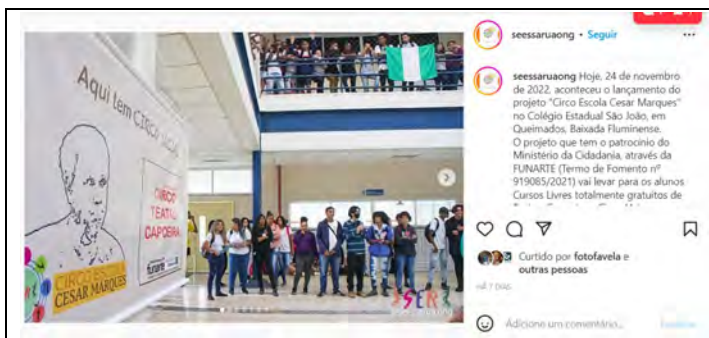 Aqui tem CIRCO
CIRCO
TEATRO
CAPOEIRA
funarte
CIRCO ESCOLA
CESAR MARQUES
seessaruaong • Seguir
seessaruaong Hoje, 24 de novembro
de 2022, aconteceu o lançamento do
projeto "Circo Escola Cesar Marques"
no Colégio Estadual São João, em
Queimados, Baixada Fluminense.
O projeto que tem o patrocínio do
Ministério da Cidadania, através da
FUNARTE (Termo de Fomento nº
919085/2021) vai levar para os alunos
Cursos Livres totalmente gratuitos de
Curtido por fotofavela e
outras pessoas
Adicione um comentário...